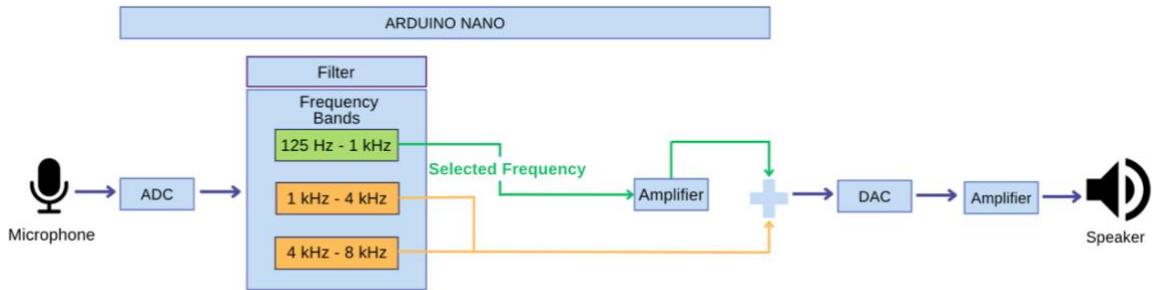 ARDUINO NANO
Filter
Frequency
Bands
125 Hz - 1 kHz
Selected Frequency
1 kHz - 4 kHz
4 kHz - 8 kHz
Microphone
ADC
Amplifier
DAC
Amplifier
Speaker